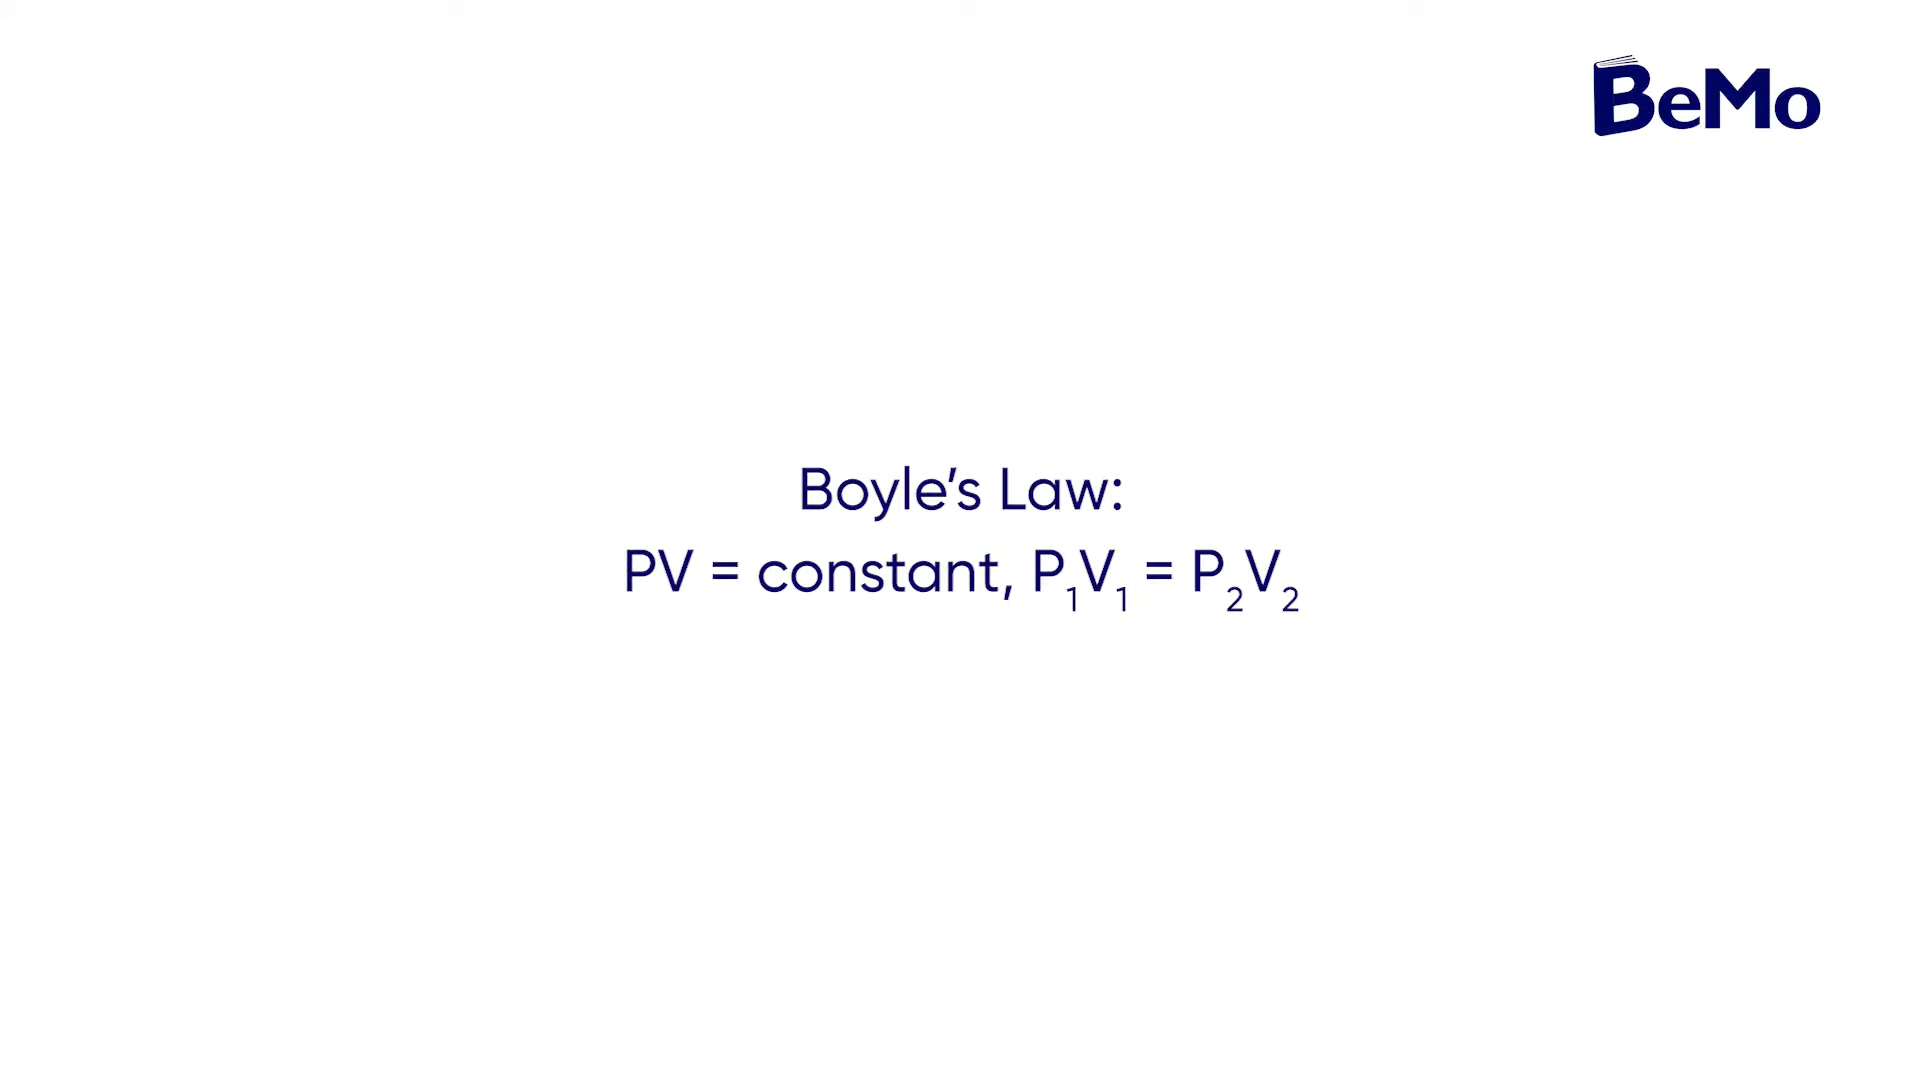 BeMo
Boyle’s Law:
PV = constant, P₁V₁ = P₂V₂